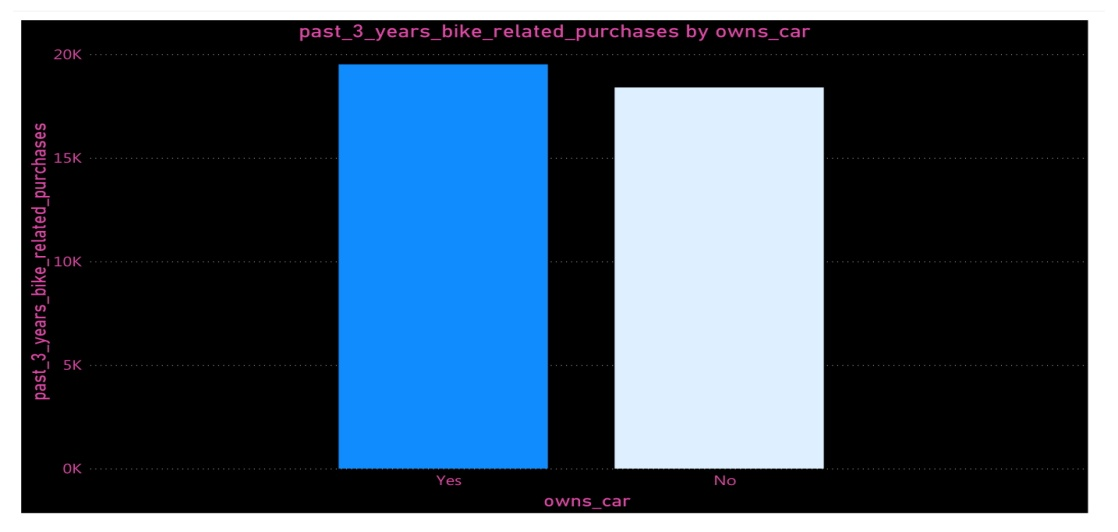 past_3_years_bike_related_purchases by owns_car
past_3_years_bike_related_purchases
20K
15K
10K
5K
0K
Yes
No
owns_car